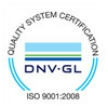 QUALITY SYSTEM CERTIFICATION
DNV·GL
ISO 9001:2008